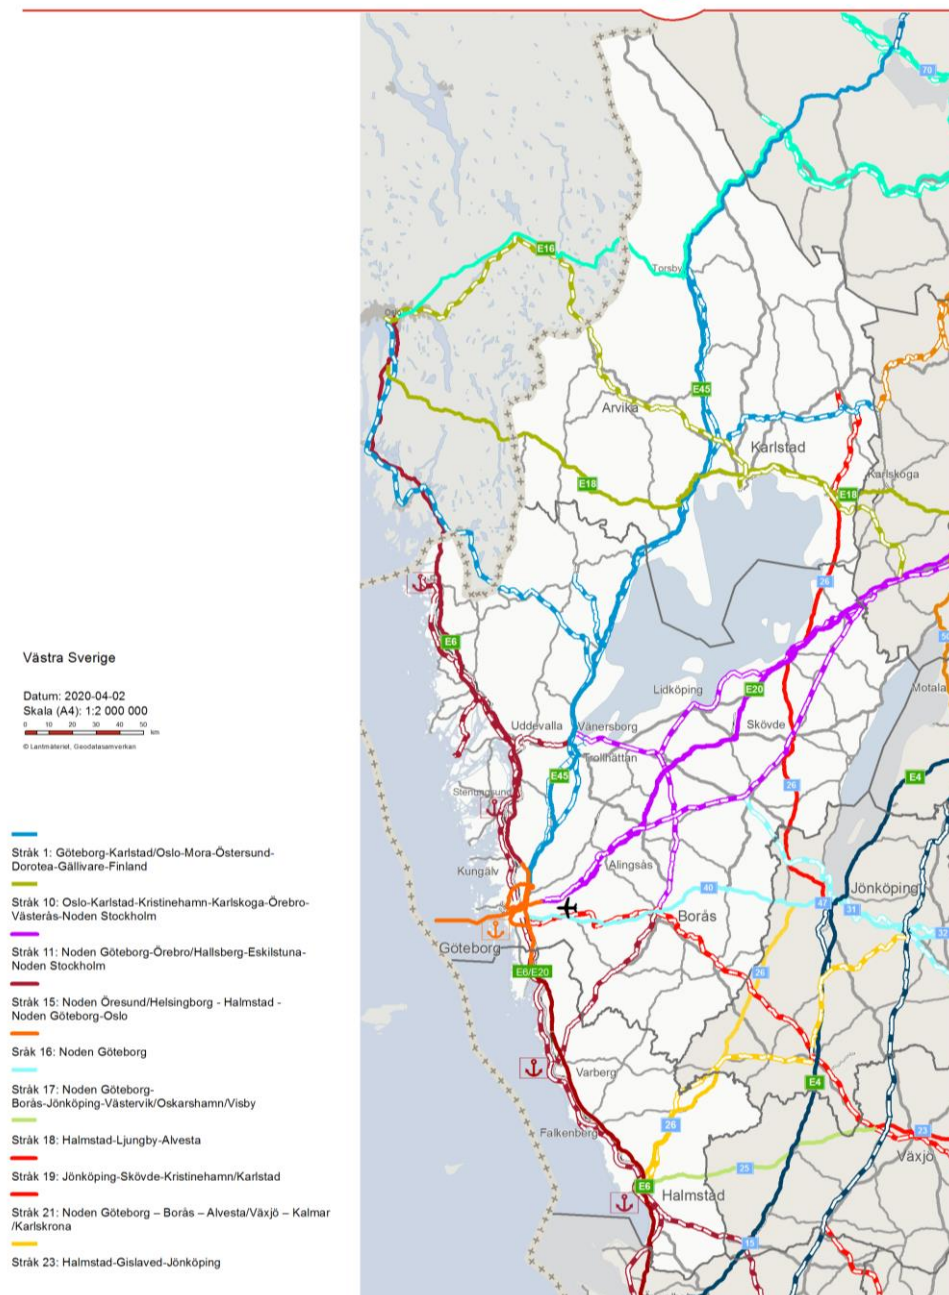 Västra Sverige
Datum: 2020-04-02
Skala (A4): 1:2 000 000
0 10 20 30 40 50
km
© Lantmäteriet, Geodatasamverkan
Stråk 1: Göteborg-Karlstad/Oslo-Mora-Östersund-
Dorotea-Gällivare-Finland
Stråk 10: Oslo-Karlstad-Kristinehamn-Karlskoga-Örebro-
Västerås-Noden Stockholm
Stråk 11: Noden Göteborg-Örebro/Hallsberg-Eskilstuna-
Noden Stockholm
Stråk 15: Noden Öresund/Helsingborg - Halmstad -
Noden Göteborg-Oslo
Sråk 16: Noden Göteborg
Stråk 17: Noden Göteborg-
Borås-Jönköping-Västervik/Oskarshamn/Visby
Stråk 18: Halmstad-Ljungby-Alvesta
Stråk 19: Jönköping-Skövde-Kristinehamn/Karlstad
Stråk 21: Noden Göteborg – Borås – Alvesta/Växjö – Kalmar
/Karlskrona
Stråk 23: Halmstad-Gislaved-Jönköping
70
E16
Torsby
Oslo
E45
Arvika
Karlstad
Karlskoga
E18
E18
26
E6
Lidköping
E20
Motala
50
Uddevalla
Vänersborg
Skövde
Trollhättan
E45
26
E4
Stenungsund
Kungälv
Alingsås
40
Jönköping
47
31
32
Borås
Göteborg
E6/E20
26
Varberg
E4
Falkenberg
26
23
Växjö
25
E6
Halmstad
15